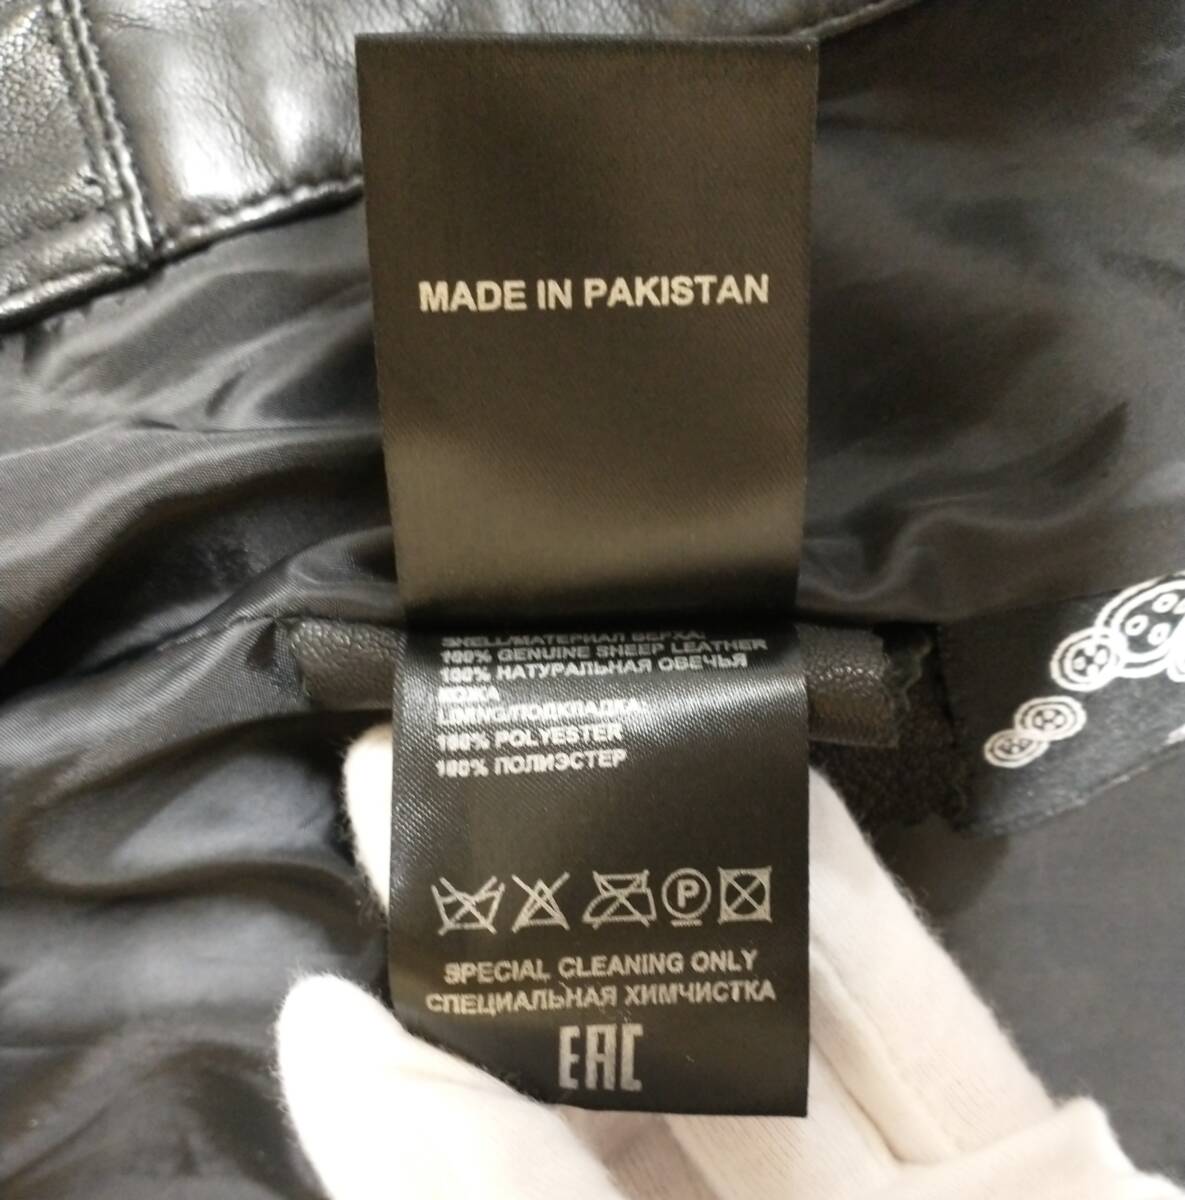 MADE IN PAKISTAN
SHELL/МАТЕРИАЛ ВЕРХА:
100% GENUINE SHEEP LEATHER
100% НАТУРАЛЬНАЯ ОВЕЧЬЯ
КОЖА
LINING/ПОДКЛАДКА:
100% POLYESTER
100% ПОЛИЭСТЕР
P
SPECIAL CLEANING ONLY
СПЕЦИАЛЬНАЯ ХИМЧИСТКА
EAC